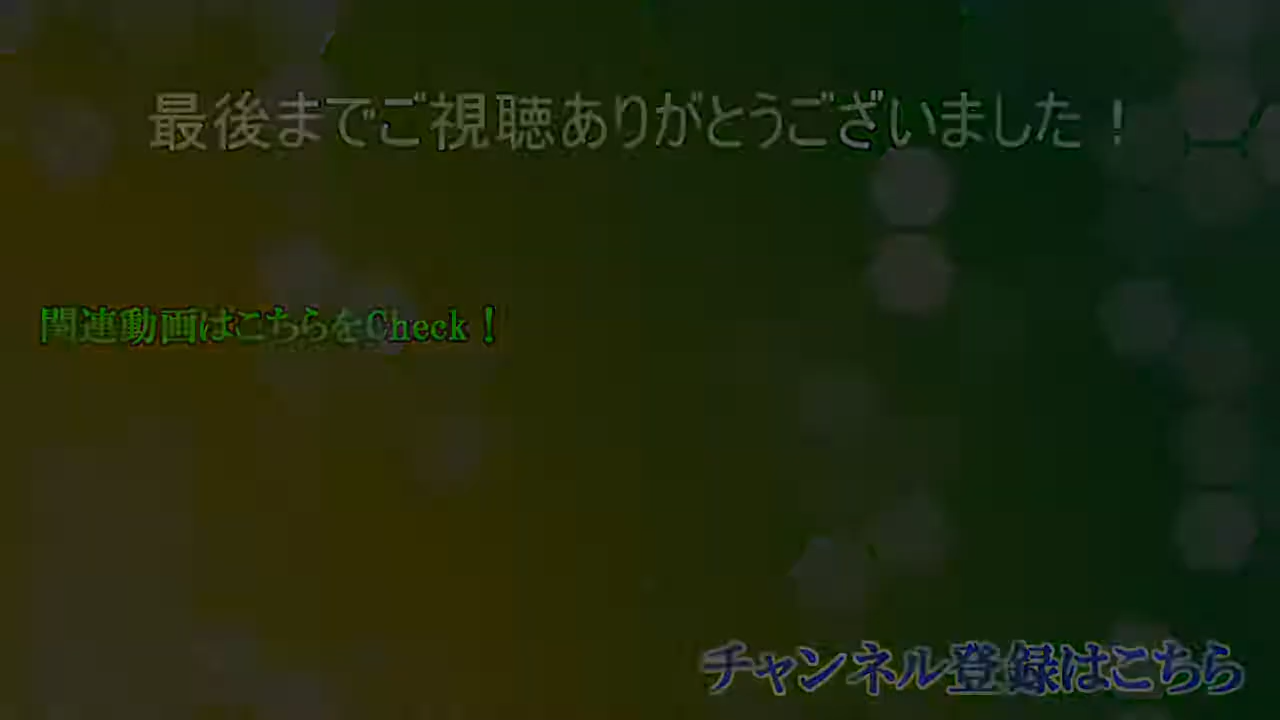 最後までご視聴ありがとうございました！
関連動画はこちらをCheck！
チャンネル登録はこちら